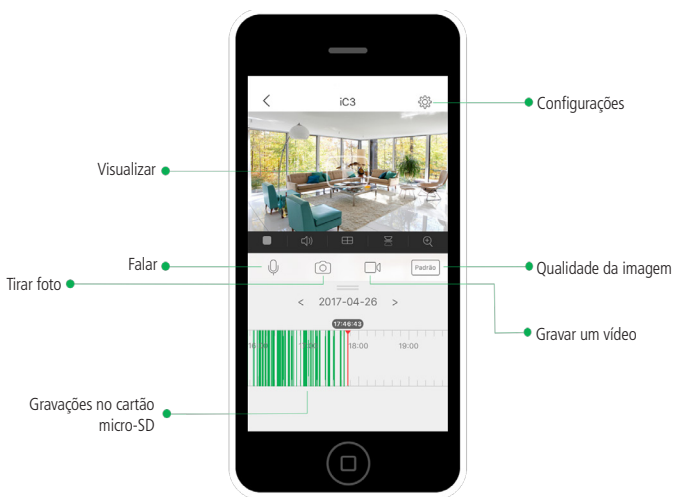 iC3
Configurações
Visualizar
Falar
Padrão
Qualidade da imagem
Tirar foto
< 2017-04-26 >
Gravar um vídeo
17:46:43
18:00 19:00
Gravações no cartão
micro-SD